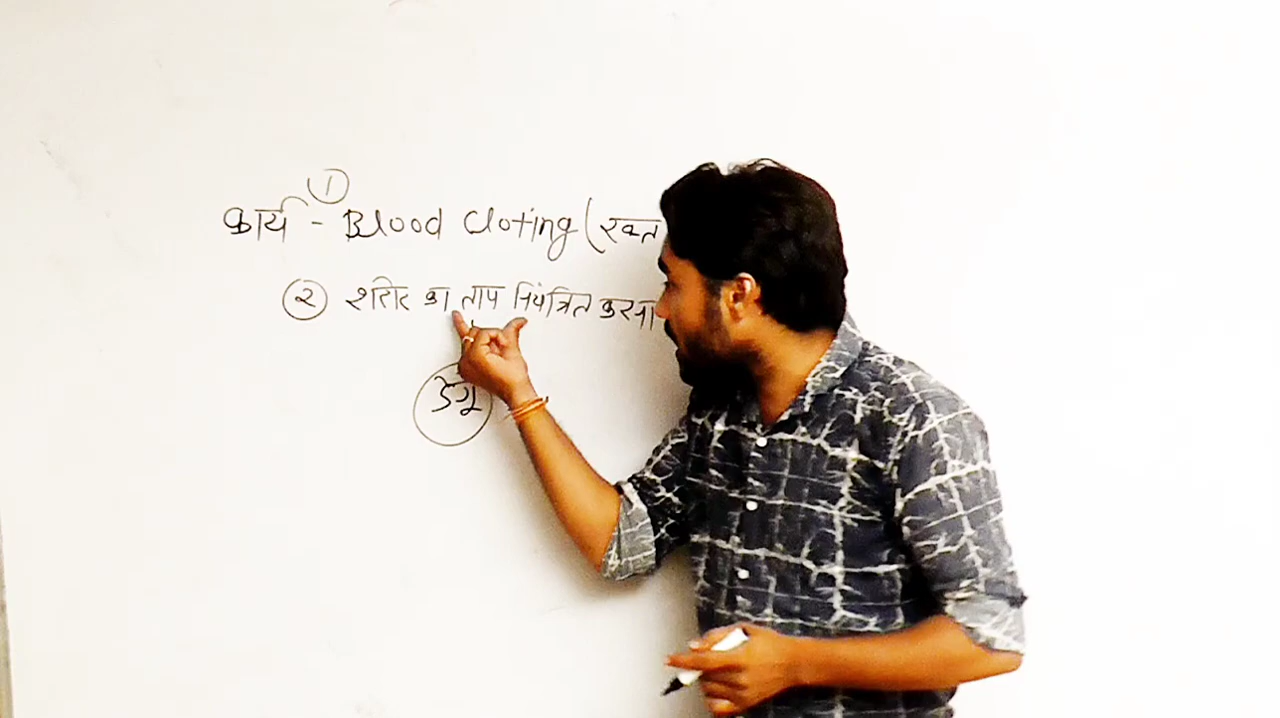 ①
कार्य - Blood Cloting (रक्त
② शरीर का ताप नियंत्रित करना
डेगू